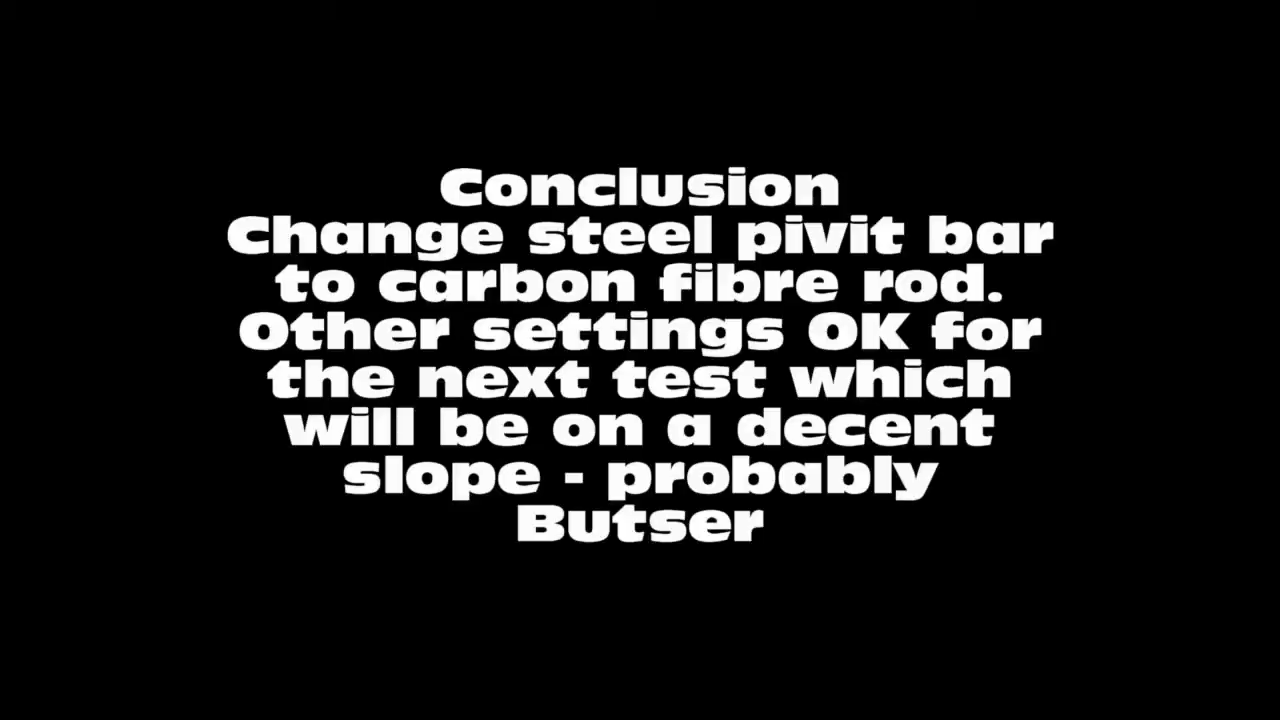 Conclusion
Change steel pivit bar
to carbon fibre rod.
Other settings OK for
the next test which
will be on a decent
slope - probably
Butser